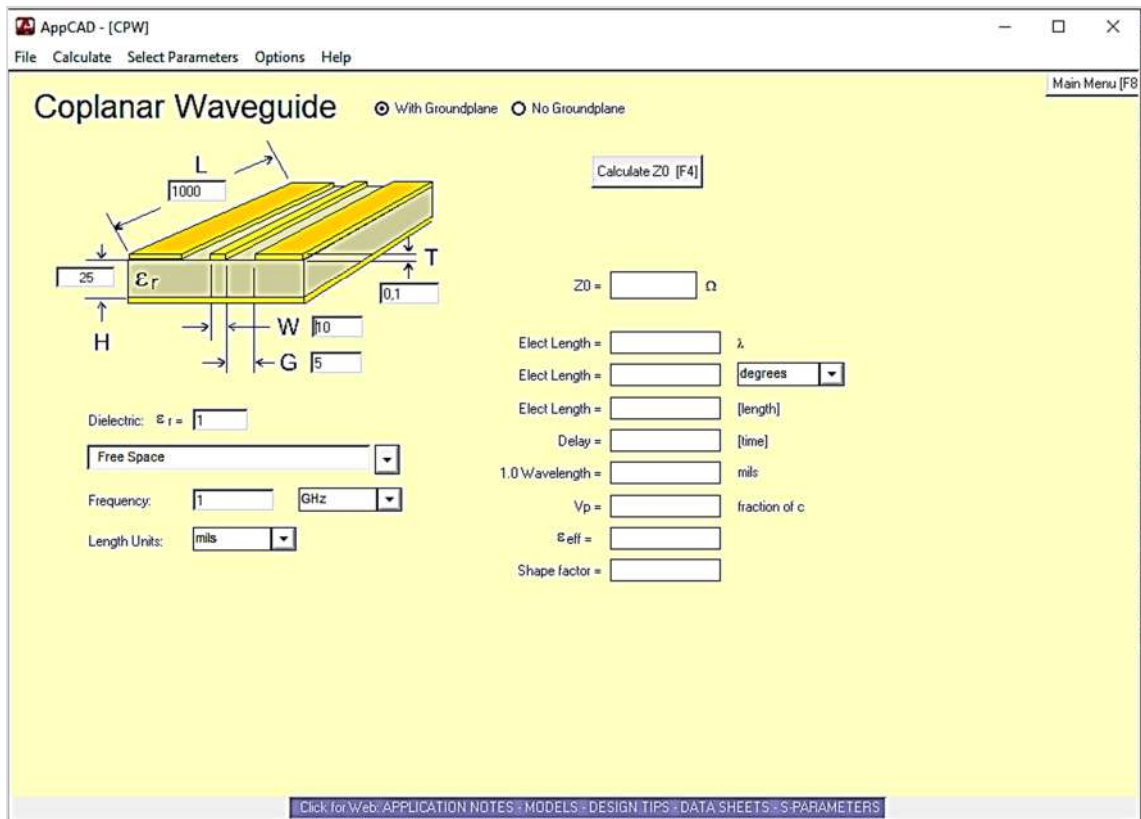 AppCAD - [CPW]
File Calculate Select Parameters Options Help
Main Menu [F8
Coplanar Waveguide With Groundplane No Groundplane
Calculate Z0 [F4]
L
1000
T
25
εr
0,1
Z0 = Ω
H
W 10
G 5
Elect Length = λ
Elect Length = degrees
Elect Length = [length]
Dielectric: εr = 1
Delay = [time]
Free Space
1.0 Wavelength = mils
Frequency: 1 GHz
Vp = fraction of c
Length Units: mils
εeff =
Shape factor =
Click for Web: APPLICATION NOTES - MODELS - DESIGN TIPS - DATA SHEETS - S-PARAMETERS